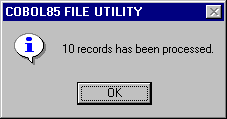 COBOL85 FILE UTILITY
10 records has been processed.
OK